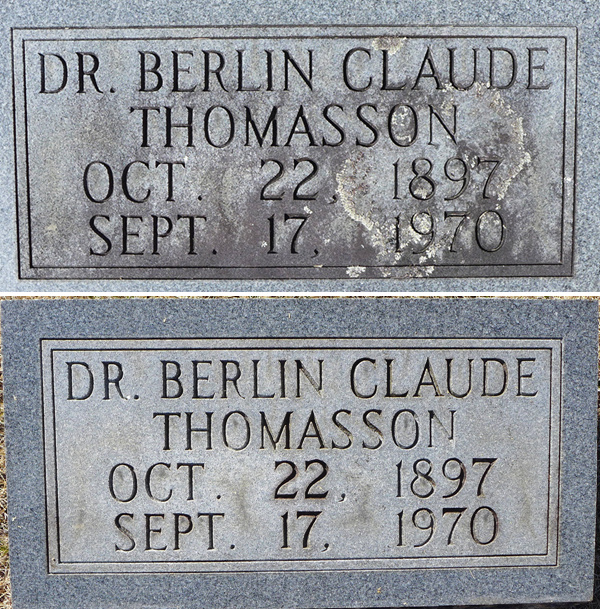 DR. BERLIN CLAUDE
THOMASSON
OCT. 22, 1897
SEPT. 17, 1970
DR. BERLIN CLAUDE
THOMASSON
OCT. 22, 1897
SEPT. 17, 1970